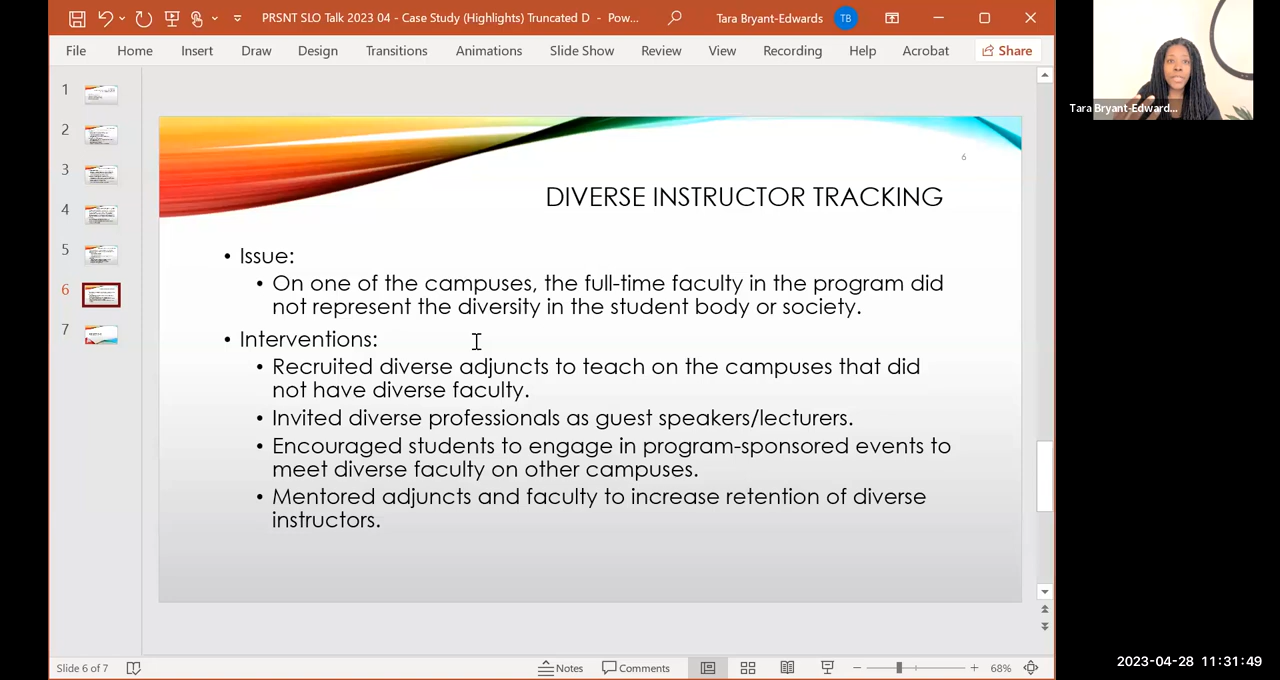 PRSNT SLO Talk 2023 04 - Case Study (Highlights) Truncated D - Pow...
Tara Bryant-Edwards
TB
File Home Insert Draw Design Transitions Animations Slide Show Review View Recording Help Acrobat Share
Tara Bryant-Edward...
1
2
3
4
5
6
7
6
DIVERSE INSTRUCTOR TRACKING
• Issue:
• On one of the campuses, the full-time faculty in the program did
not represent the diversity in the student body or society.
• Interventions:
• Recruited diverse adjuncts to teach on the campuses that did
not have diverse faculty.
• Invited diverse professionals as guest speakers/lecturers.
• Encouraged students to engage in program-sponsored events to
meet diverse faculty on other campuses.
• Mentored adjuncts and faculty to increase retention of diverse
instructors.
Slide 6 of 7 Notes Comments 68%
2023-04-28 11:31:49